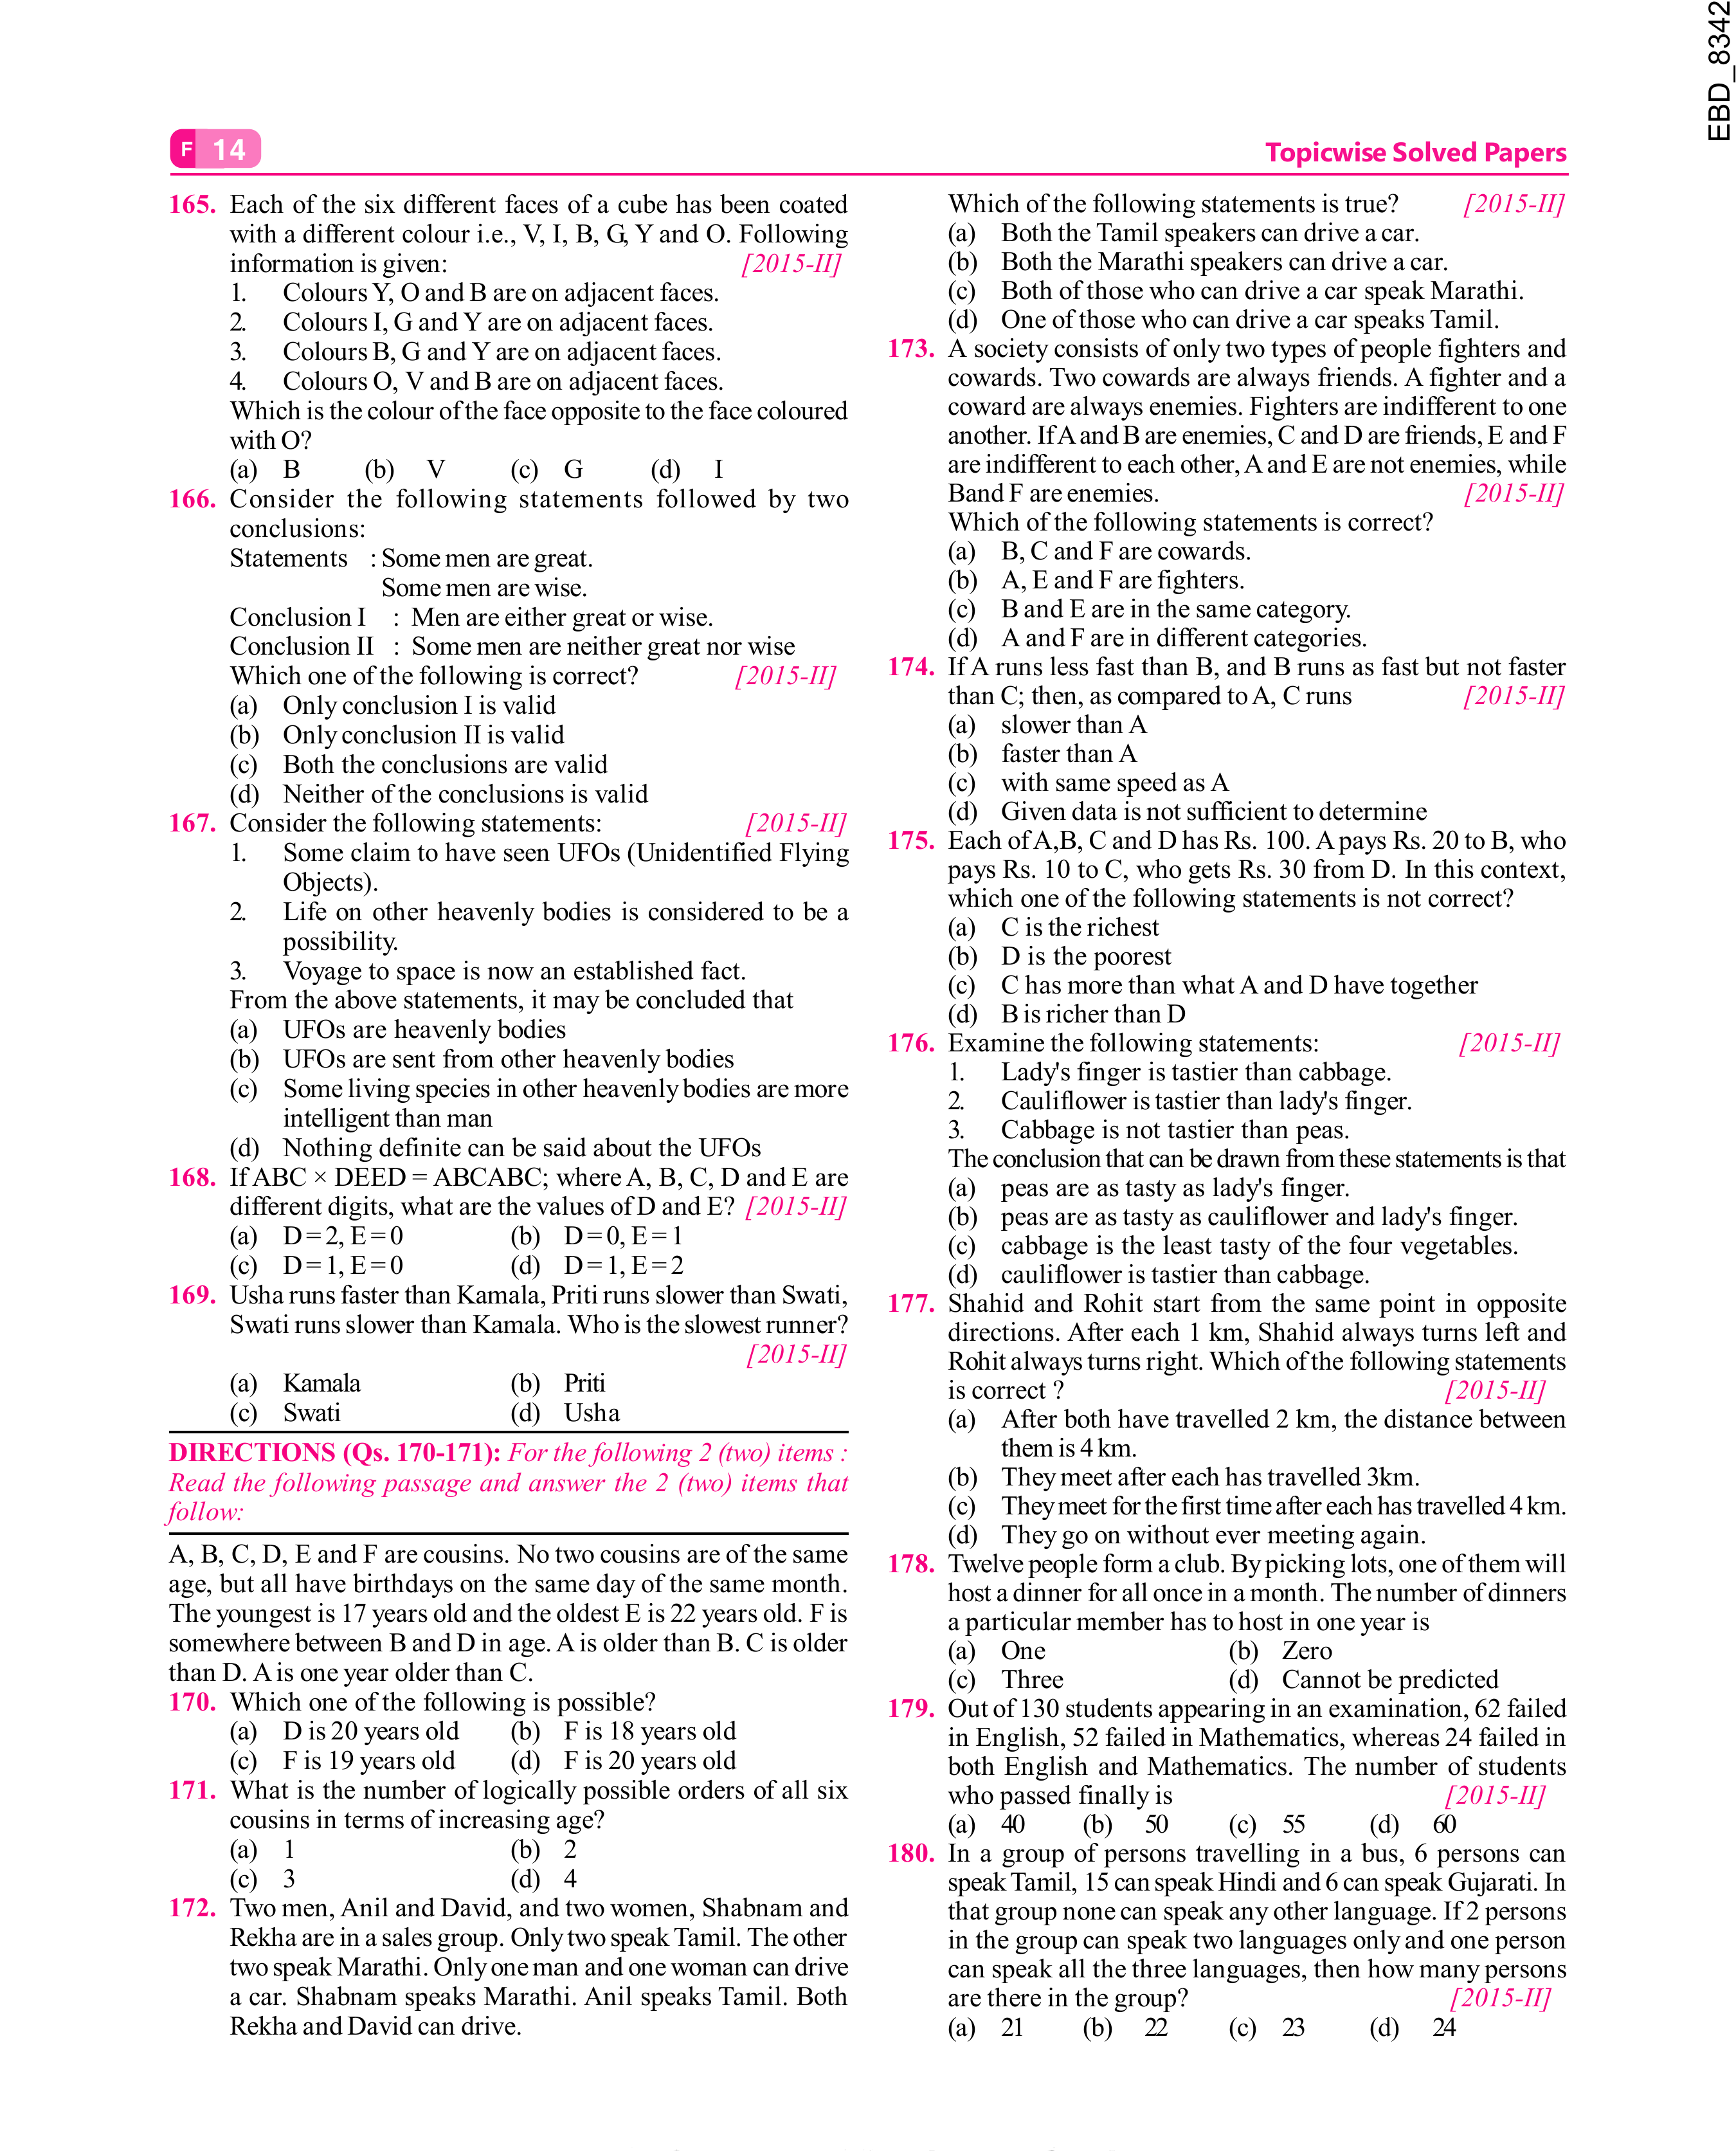 EBD_8342
F 14
Topicwise Solved Papers
165. Each of the six different faces of a cube has been coated
with a different colour i.e., V, I, B, G, Y and O. Following
information is given: [2015-II]
1. Colours Y, O and B are on adjacent faces.
2. Colours I, G and Y are on adjacent faces.
3. Colours B, G and Y are on adjacent faces.
4. Colours O, V and B are on adjacent faces.
Which is the colour of the face opposite to the face coloured
with O?
(a) B (b) V (c) G (d) I
166. Consider the following statements followed by two
conclusions:
Statements : Some men are great.
Some men are wise.
Conclusion I : Men are either great or wise.
Conclusion II : Some men are neither great nor wise
Which one of the following is correct? [2015-II]
(a) Only conclusion I is valid
(b) Only conclusion II is valid
(c) Both the conclusions are valid
(d) Neither of the conclusions is valid
167. Consider the following statements: [2015-II]
1. Some claim to have seen UFOs (Unidentified Flying
Objects).
2. Life on other heavenly bodies is considered to be a
possibility.
3. Voyage to space is now an established fact.
From the above statements, it may be concluded that
(a) UFOs are heavenly bodies
(b) UFOs are sent from other heavenly bodies
(c) Some living species in other heavenly bodies are more
intelligent than man
(d) Nothing definite can be said about the UFOs
168. If ABC × DEED = ABCABC; where A, B, C, D and E are
different digits, what are the values of D and E? [2015-II]
(a) D = 2, E = 0 (b) D = 0, E = 1
(c) D = 1, E = 0 (d) D = 1, E = 2
169. Usha runs faster than Kamala, Priti runs slower than Swati,
Swati runs slower than Kamala. Who is the slowest runner?
[2015-II]
(a) Kamala (b) Priti
(c) Swati (d) Usha
DIRECTIONS (Qs. 170-171): For the following 2 (two) items :
Read the following passage and answer the 2 (two) items that
follow:
A, B, C, D, E and F are cousins. No two cousins are of the same
age, but all have birthdays on the same day of the same month.
The youngest is 17 years old and the oldest E is 22 years old. F is
somewhere between B and D in age. A is older than B. C is older
than D. A is one year older than C.
170. Which one of the following is possible?
(a) D is 20 years old (b) F is 18 years old
(c) F is 19 years old (d) F is 20 years old
171. What is the number of logically possible orders of all six
cousins in terms of increasing age?
(a) 1 (b) 2
(c) 3 (d) 4
172. Two men, Anil and David, and two women, Shabnam and
Rekha are in a sales group. Only two speak Tamil. The other
two speak Marathi. Only one man and one woman can drive
a car. Shabnam speaks Marathi. Anil speaks Tamil. Both
Rekha and David can drive.
Which of the following statements is true? [2015-II]
(a) Both the Tamil speakers can drive a car.
(b) Both the Marathi speakers can drive a car.
(c) Both of those who can drive a car speak Marathi.
(d) One of those who can drive a car speaks Tamil.
173. A society consists of only two types of people fighters and
cowards. Two cowards are always friends. A fighter and a
coward are always enemies. Fighters are indifferent to one
another. If A and B are enemies, C and D are friends, E and F
are indifferent to each other, A and E are not enemies, while
Band F are enemies. [2015-II]
Which of the following statements is correct?
(a) B, C and F are cowards.
(b) A, E and F are fighters.
(c) B and E are in the same category.
(d) A and F are in different categories.
174. If A runs less fast than B, and B runs as fast but not faster
than C; then, as compared to A, C runs [2015-II]
(a) slower than A
(b) faster than A
(c) with same speed as A
(d) Given data is not sufficient to determine
175. Each of A,B, C and D has Rs. 100. A pays Rs. 20 to B, who
pays Rs. 10 to C, who gets Rs. 30 from D. In this context,
which one of the following statements is not correct?
(a) C is the richest
(b) D is the poorest
(c) C has more than what A and D have together
(d) B is richer than D
176. Examine the following statements: [2015-II]
1. Lady's finger is tastier than cabbage.
2. Cauliflower is tastier than lady's finger.
3. Cabbage is not tastier than peas.
The conclusion that can be drawn from these statements is that
(a) peas are as tasty as lady's finger.
(b) peas are as tasty as cauliflower and lady's finger.
(c) cabbage is the least tasty of the four vegetables.
(d) cauliflower is tastier than cabbage.
177. Shahid and Rohit start from the same point in opposite
directions. After each 1 km, Shahid always turns left and
Rohit always turns right. Which of the following statements
is correct ? [2015-II]
(a) After both have travelled 2 km, the distance between
them is 4 km.
(b) They meet after each has travelled 3km.
(c) They meet for the first time after each has travelled 4 km.
(d) They go on without ever meeting again.
178. Twelve people form a club. By picking lots, one of them will
host a dinner for all once in a month. The number of dinners
a particular member has to host in one year is
(a) One (b) Zero
(c) Three (d) Cannot be predicted
179. Out of 130 students appearing in an examination, 62 failed
in English, 52 failed in Mathematics, whereas 24 failed in
both English and Mathematics. The number of students
who passed finally is [2015-II]
(a) 40 (b) 50 (c) 55 (d) 60
180. In a group of persons travelling in a bus, 6 persons can
speak Tamil, 15 can speak Hindi and 6 can speak Gujarati. In
that group none can speak any other language. If 2 persons
in the group can speak two languages only and one person
can speak all the three languages, then how many persons
are there in the group? [2015-II]
(a) 21 (b) 22 (c) 23 (d) 24